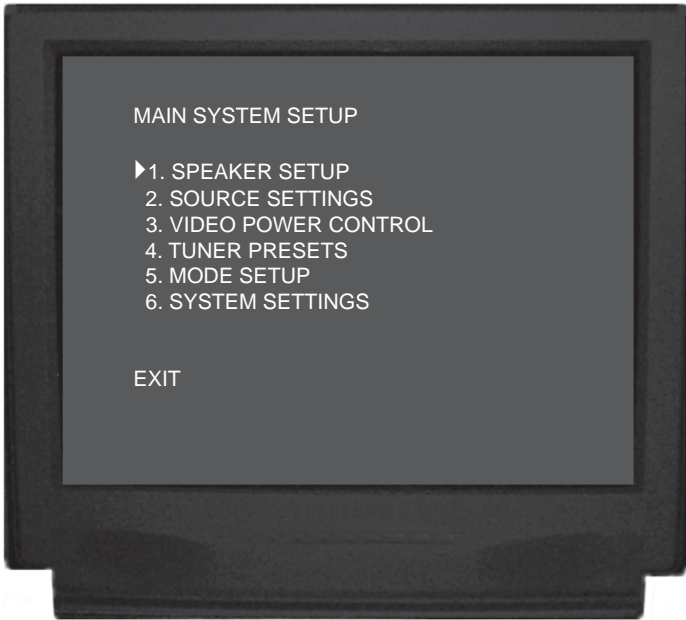 MAIN SYSTEM SETUP
1. SPEAKER SETUP
2. SOURCE SETTINGS
3. VIDEO POWER CONTROL
4. TUNER PRESETS
5. MODE SETUP
6. SYSTEM SETTINGS
EXIT